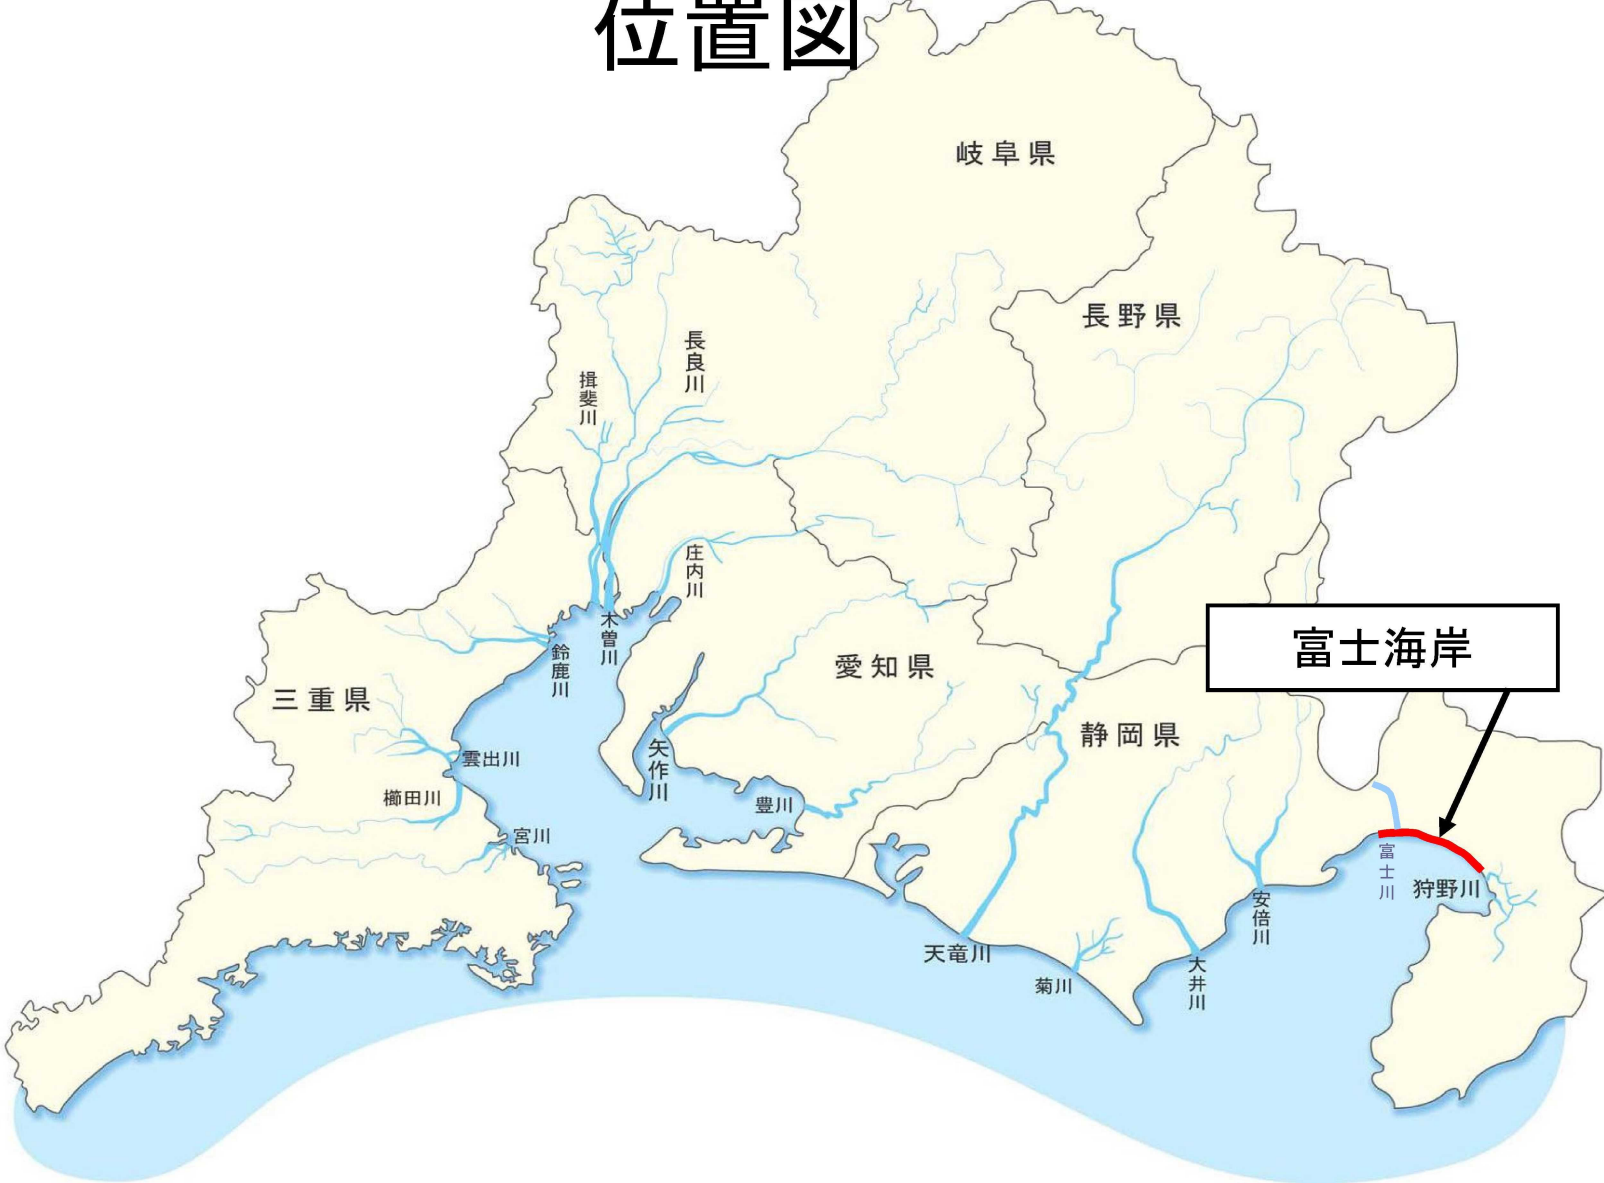 位置図
岐阜県
長野県
長良川
揖斐川
庄内川
木曽川
富士海岸
鈴鹿川
愛知県
三重県
静岡県
雲出川
矢作川
櫛田川
豊川
宮川
富士川
狩野川
安倍川
天竜川
菊川
大井川